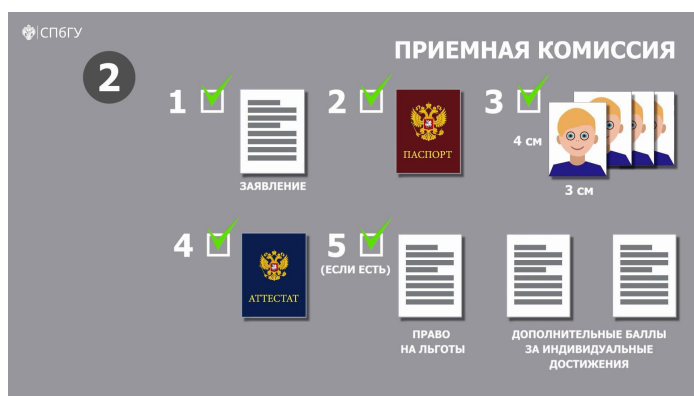 СПбГУ
ПРИЕМНАЯ КОМИССИЯ
2
1
ЗАЯВЛЕНИЕ
2
ПАСПОРТ
3
4 см
3 см
4
АТТЕСТАТ
5
(ЕСЛИ ЕСТЬ)
ПРАВО
НА ЛЬГОТЫ
ДОПОЛНИТЕЛЬНЫЕ БАЛЛЫ
ЗА ИНДИВИДУАЛЬНЫЕ
ДОСТИЖЕНИЯ